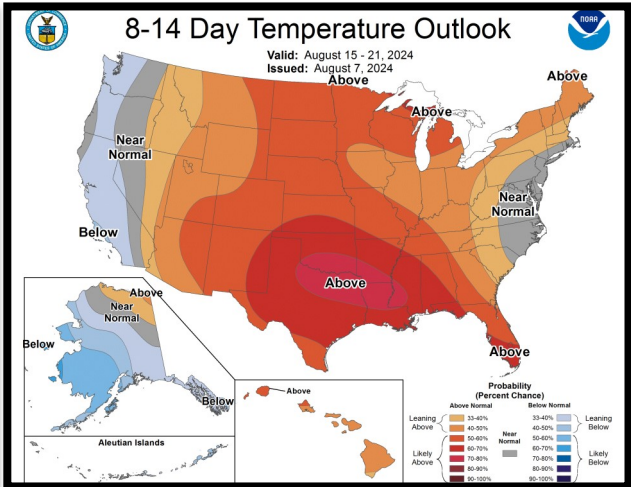 8-14 Day Temperature Outlook
NOAA
Valid: August 15 - 21, 2024
Issued: August 7, 2024
Above
Above
Above
Near
Normal
Near
Normal
Below
Above
Above
Above
Near
Normal
Below
Below
Aleutian Islands
Above
Probability
(Percent Chance)
Above Normal
Below Normal
Leaning
Above
33-40%
40-50%
Likely
Above
50-60%
60-70%
70-80%
80-90%
90-100%
Near
Normal
33-40%
40-50%
Leaning
Below
50-60%
60-70%
70-80%
80-90%
90-100%
Likely
Below